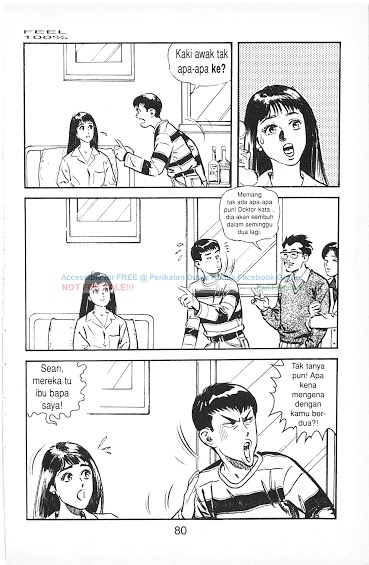 FEEL
100%
Kaki awak tak
apa-apa ke?
Memang
tak ada apa-apa
pun! Doktor kata...
dia akan sembuh
dalam seminggu
dua lagi.
NOT FOR SALE!!!
Sean,
mereka tu
ibu bapa
saya!
Tak tanya
pun! Apa
kena
mengena
dengan
kamu ber-
dua?!
80